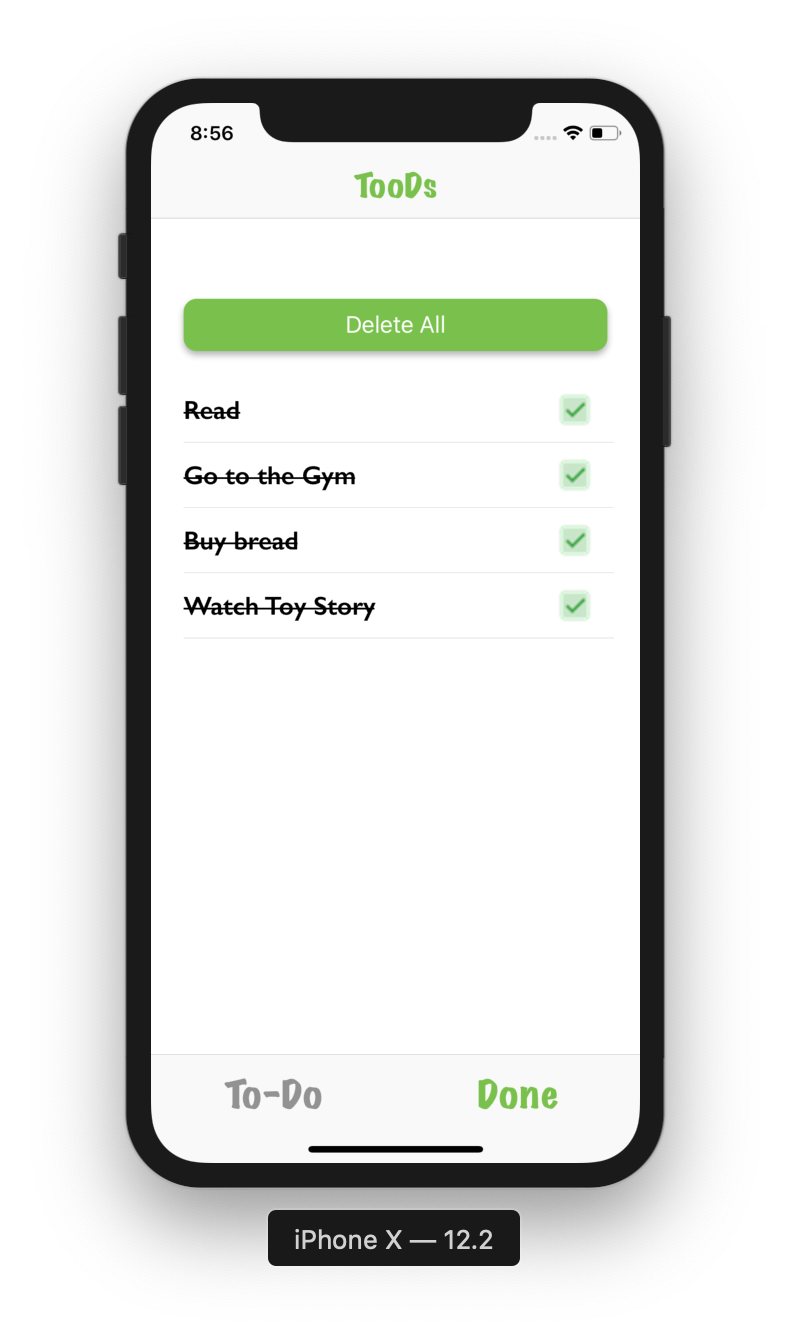 8:56
TooDs
Delete All
Read
Go to the Gym
Buy bread
Watch Toy Story
To-Do Done
iPhone X — 12.2